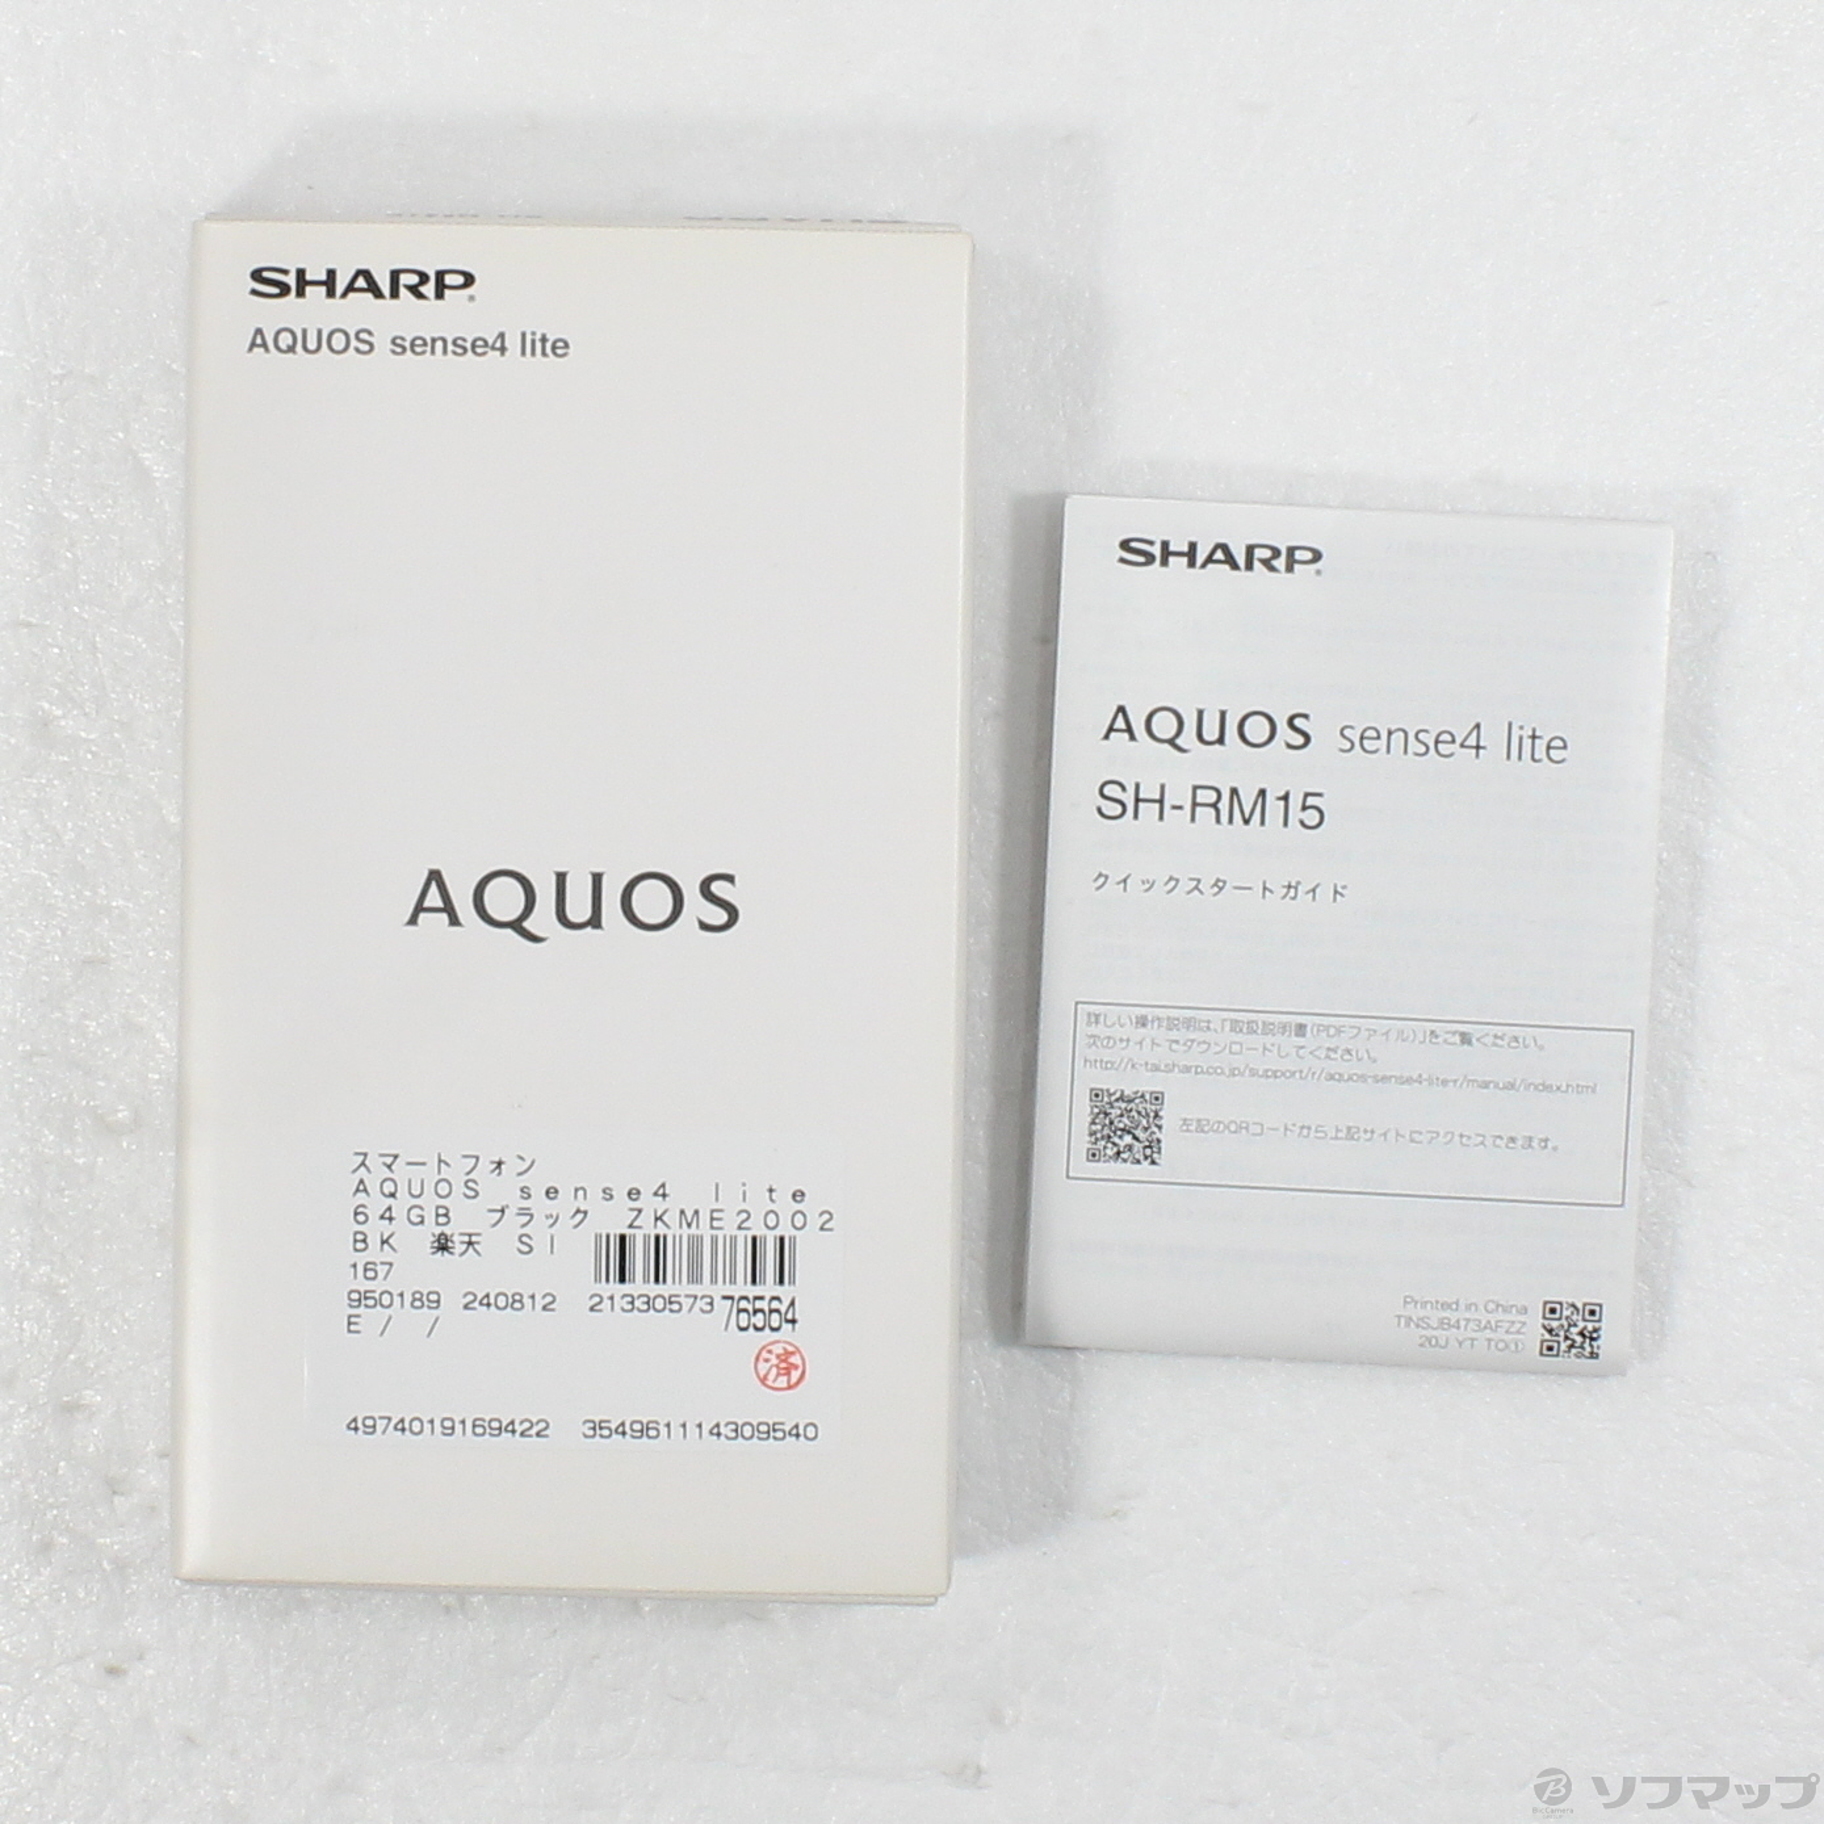 SHARP
AQUOS sense4 lite
AQUOS
スマートフォン
AQUOS sense4 lite
64GB ブラック ZKME2002
BK 楽天 SI
167
950189 240812 21330573 76564
E / /
済
4974019169422 354961114309540
SHARP
AQUOS sense4 lite
SH-RM15
クイックスタートガイド
詳しい操作説明は、「取扱説明書(PDFファイル)」をご覧ください。
次のサイトでダウンロードしてください。
http://k-tai.sharp.co.jp/support/r/aquos-sense4-lite-r/manual/index.html
左記のQRコードから上記サイトにアクセスできます。
Printed in China
TINSJB473AFZZ
20J YT TO①
BicCamera
ソフマップ